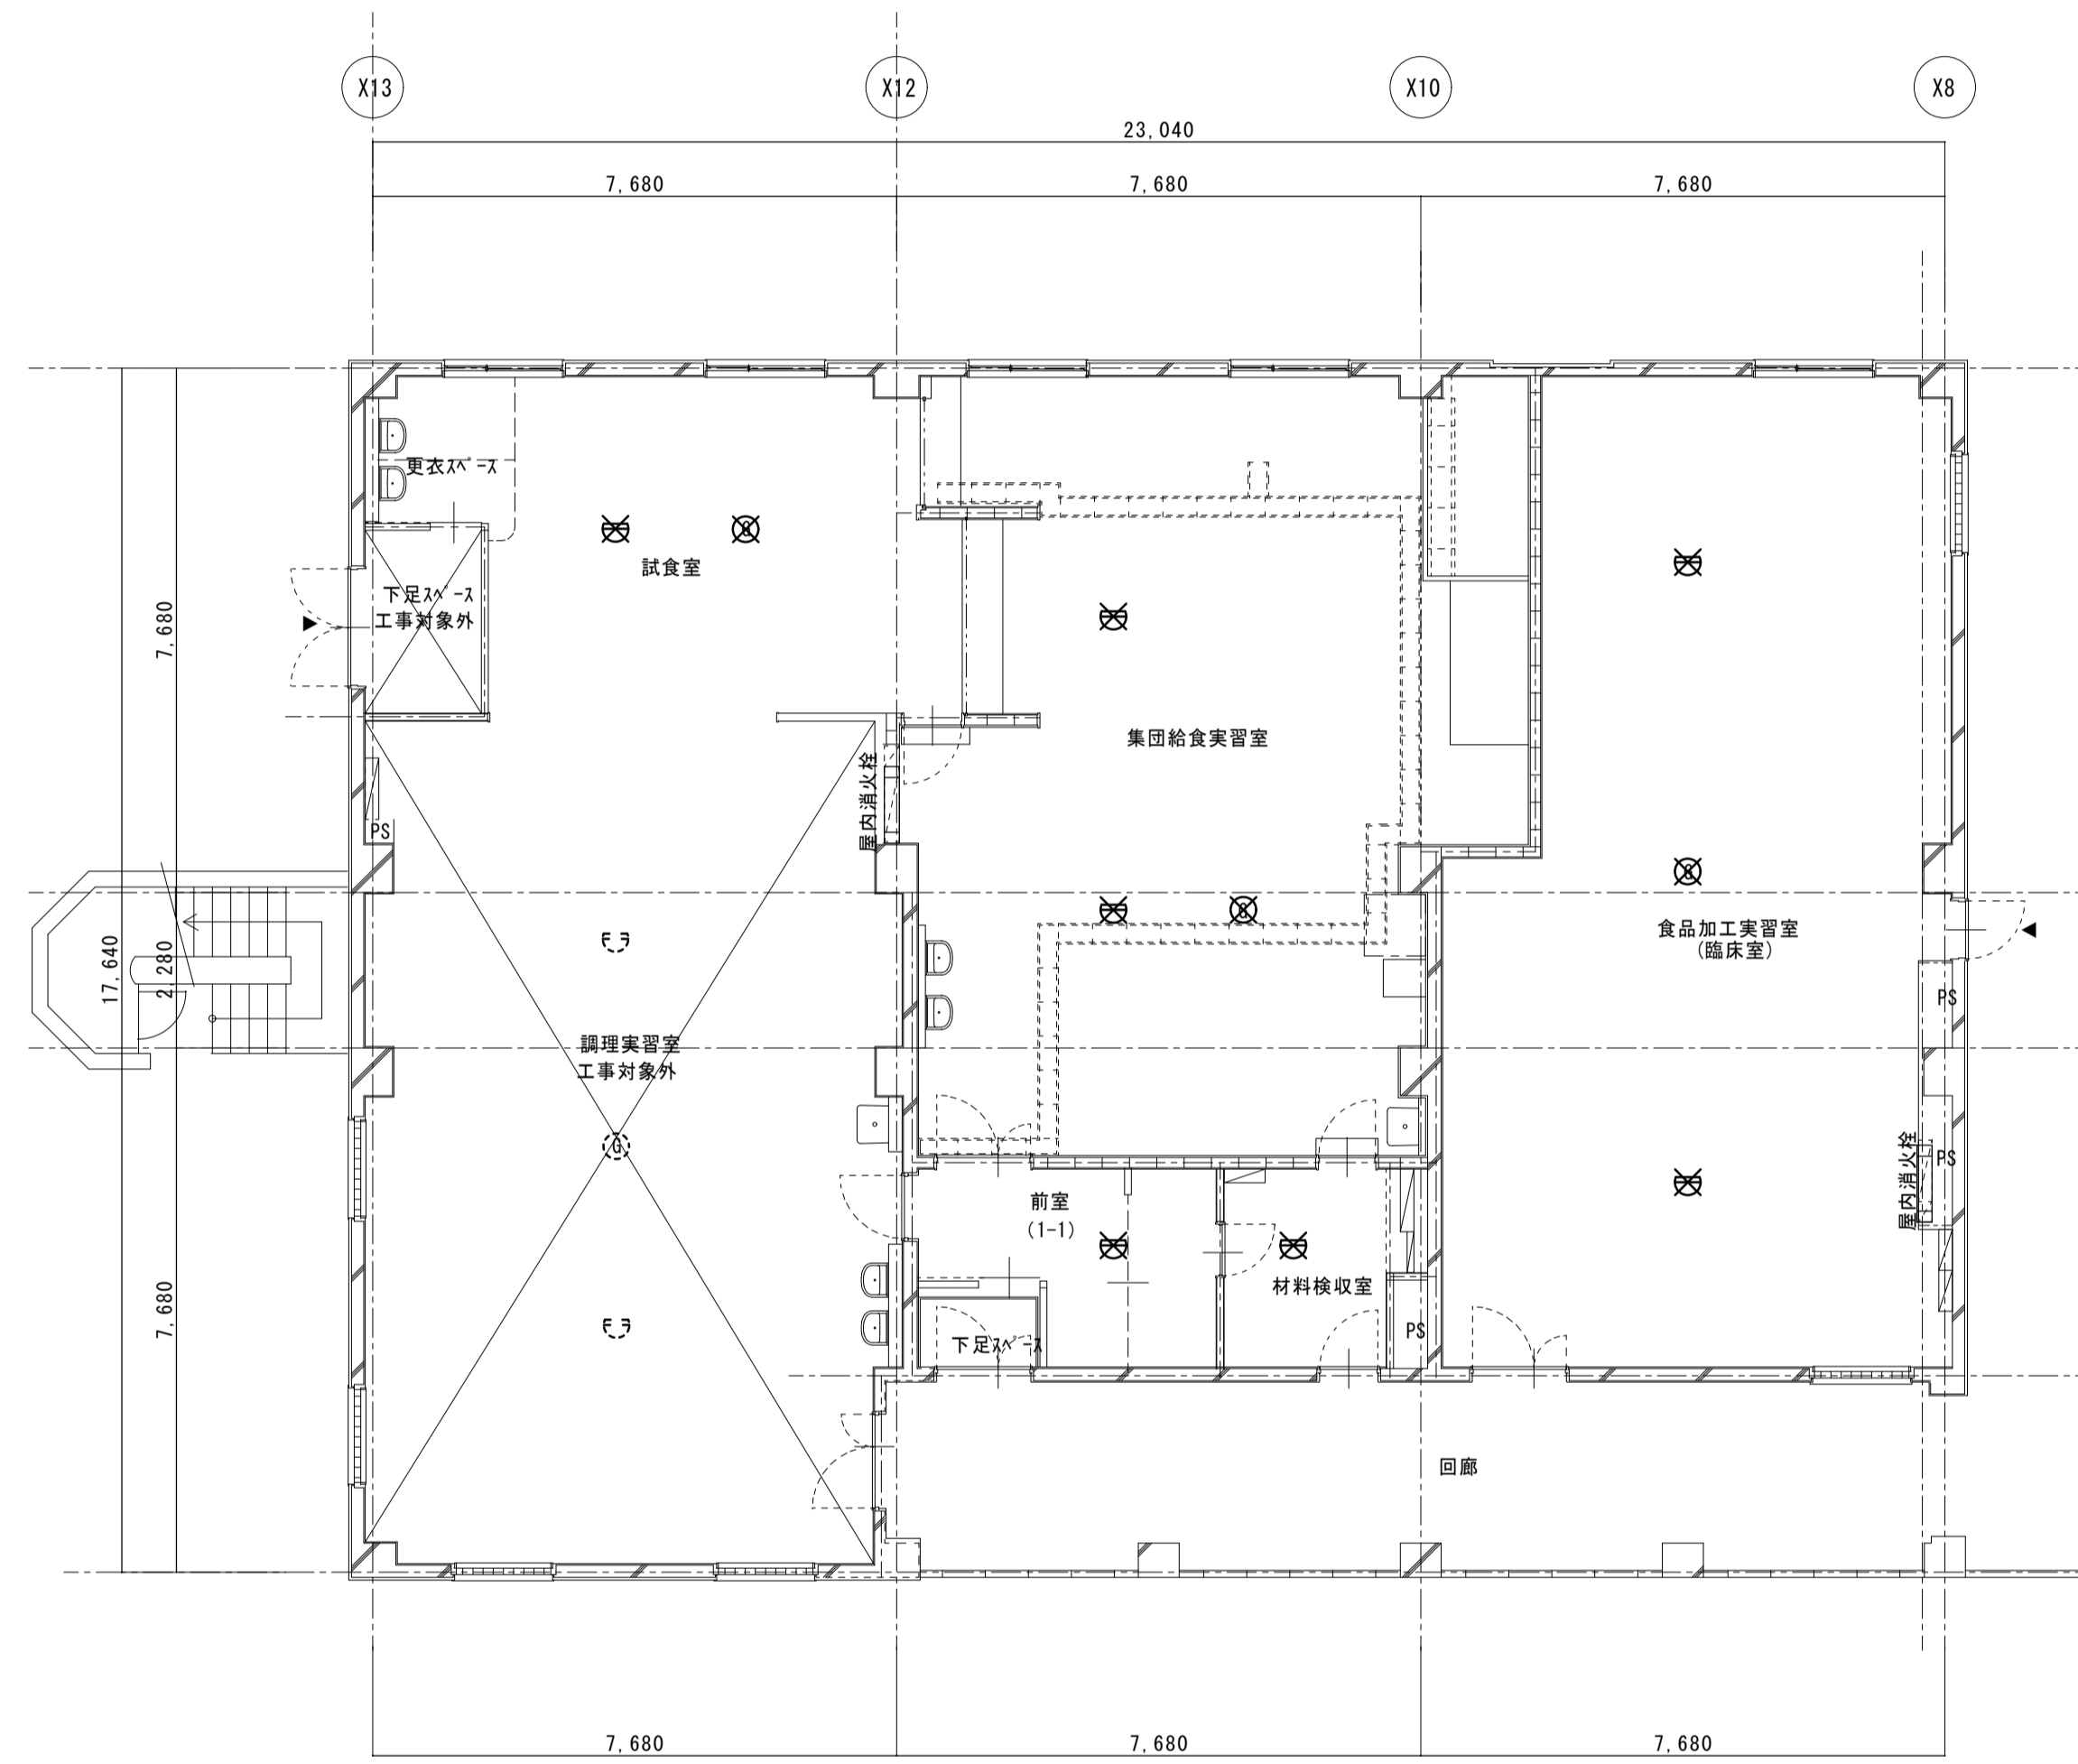 X13
X12
X10
X8
23,040
7,680
7,680
7,680
更衣ｽﾍﾟｰｽ
G
試食室
下足ｽﾍﾟｰｽ
工事対象外
7,680
集団給食実習室
屋内消火栓
PS
G
G
食品加工実習室
(臨床室)
17,640
2,280
PS
調理実習室
工事対象外
G
屋内消火栓
PS
前室
(1-1)
材料検収室
7,680
下足ｽﾍﾟｰｽ
PS
回廊
7,680
7,680
7,680